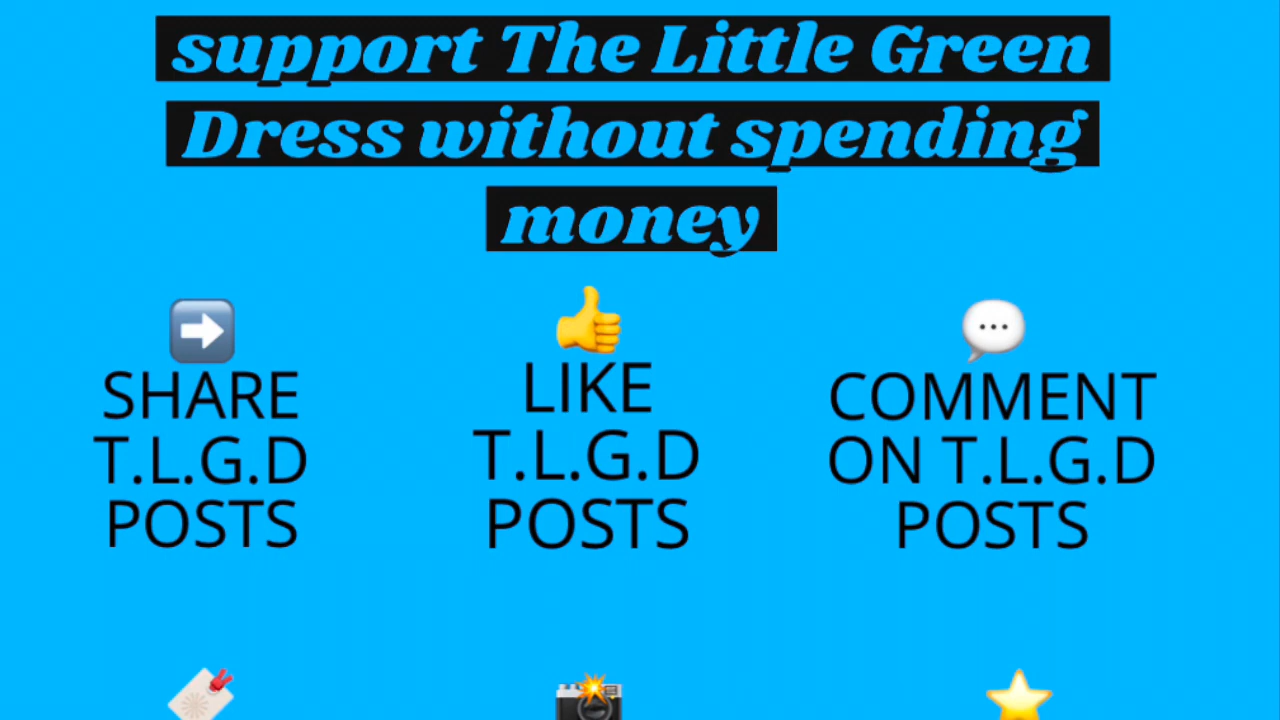 support The Little Green
Dress without spending
money
SHARE
T.L.G.D
POSTS
LIKE
T.L.G.D
POSTS
COMMENT
ON T.L.G.D
POSTS